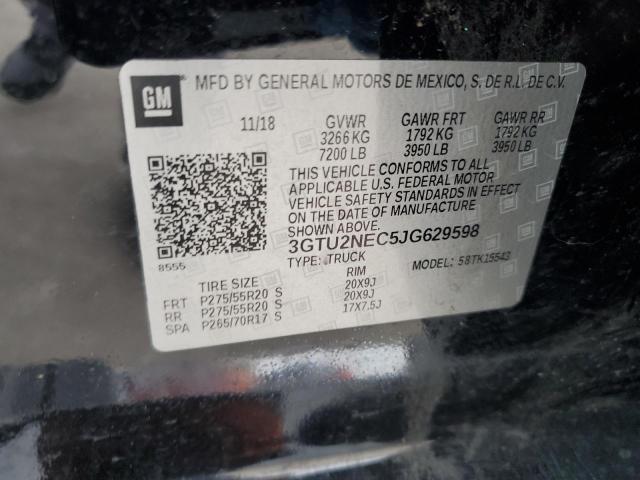 GM
MFD BY GENERAL MOTORS DE MEXICO, S. DE R.L. DE C.V.
11/18 GVWR GAWR FRT GAWR RR
3266 KG 1792 KG 1792 KG
7200 LB 3950 LB 3950 LB
THIS VEHICLE CONFORMS TO ALL
APPLICABLE U.S. FEDERAL MOTOR
VEHICLE SAFETY STANDARDS IN EFFECT
ON THE DATE OF MANUFACTURE SHOWN ABOVE.
3GTU2NEC5JG629598
8555
TYPE: TRUCK MODEL: 58TK15543
TIRE SIZE RIM
FRT P275/55R20 S 20X9J
RR P275/55R20 S 20X9J
SPA P265/70R17 S 17X7.5J